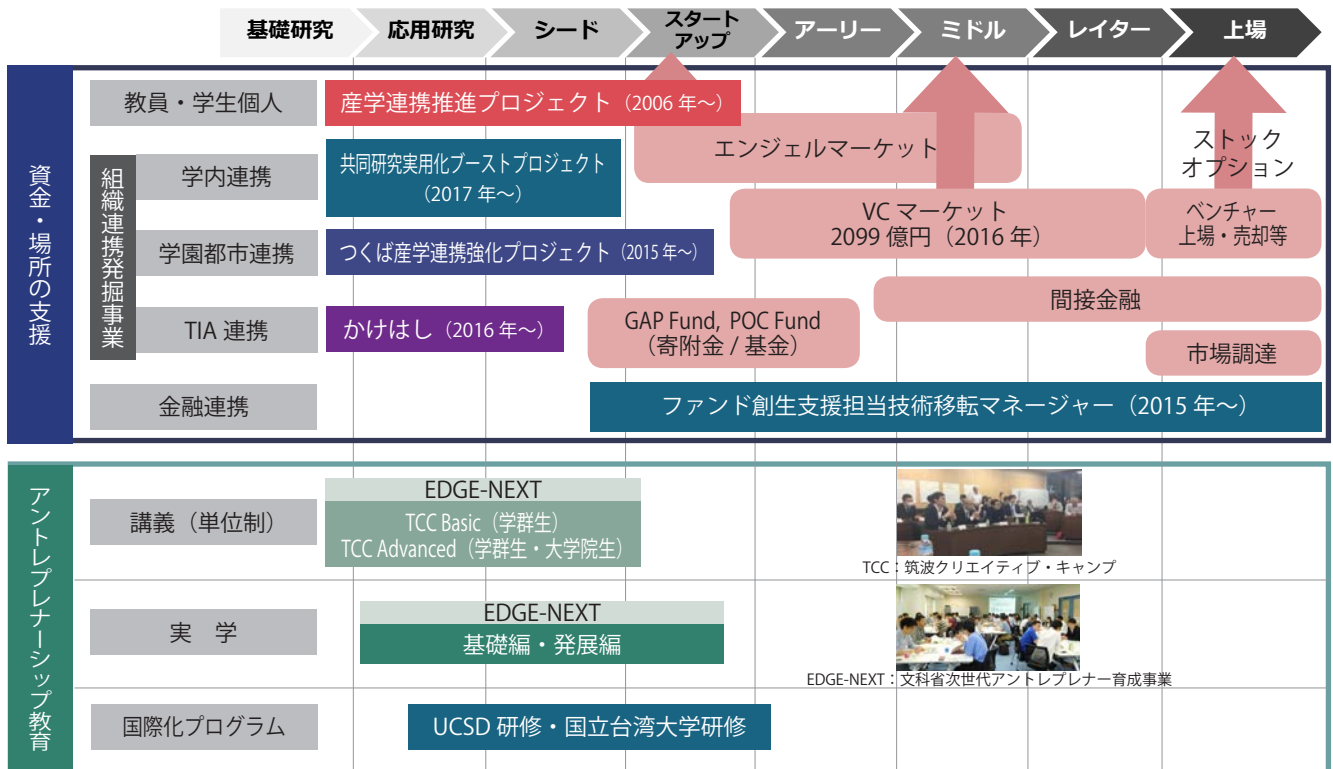 基礎研究
応用研究
シード
スタート
アップ
アーリー
ミドル
レイター
上場
資金・場所の支援
教員・学生個人
産学連携推進プロジェクト（2006 年～）
エンジェルマーケット
ストック
オプション
組織連携発掘事業
学内連携
共同研究実用化ブーストプロジェクト
（2017 年～）
VC マーケット
2099 億円（2016 年）
ベンチャー
上場・売却等
学園都市連携
つくば産学連携強化プロジェクト（2015 年～）
間接金融
TIA 連携
かけはし（2016 年～）
GAP Fund, POC Fund
（寄附金 / 基金）
市場調達
金融連携
ファンド創生支援担当技術移転マネージャー（2015 年～）
アントレプレナーシップ教育
講義（単位制）
EDGE-NEXT
TCC Basic（学群生）
TCC Advanced（学群生・大学院生）
TCC：筑波クリエイティブ・キャンプ
実　学
EDGE-NEXT
基礎編・発展編
EDGE-NEXT：文科省次世代アントレプレナー育成事業
国際化プログラム
UCSD 研修・国立台湾大学研修